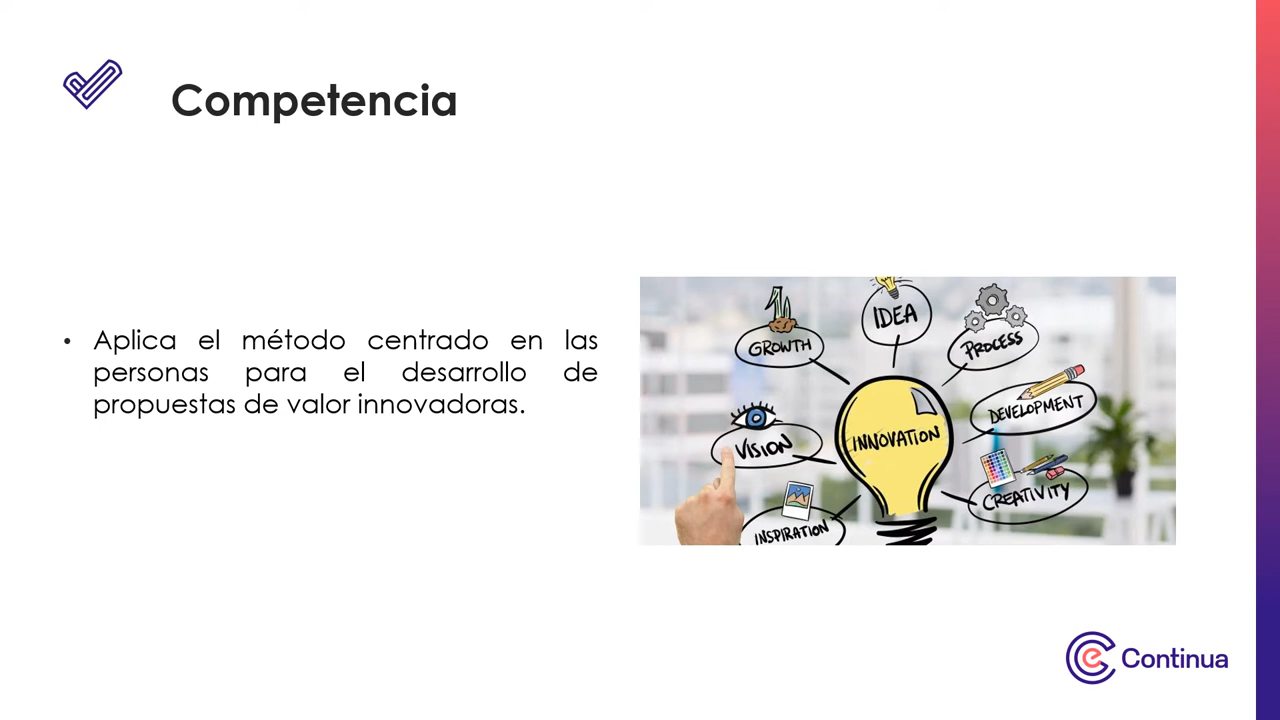 Competencia
• Aplica el método centrado en las
personas para el desarrollo de
propuestas de valor innovadoras.
IDEA
GROWTH
PROCESS
DEVELOPMENT
INNOVATION
VISION
CREATIVITY
INSPIRATION
e Continua